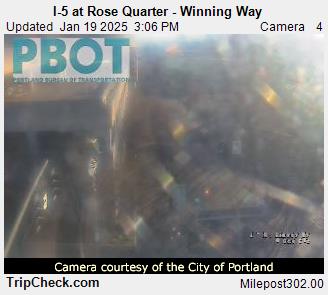 I-5 at Rose Quarter - Winning Way
Updated Jan 19 2025 3:06 PM Camera 4
PBOT
PORTLAND BUREAU OF TRANSPORTATION
Camera courtesy of the City of Portland
TripCheck.com Milepost302.00